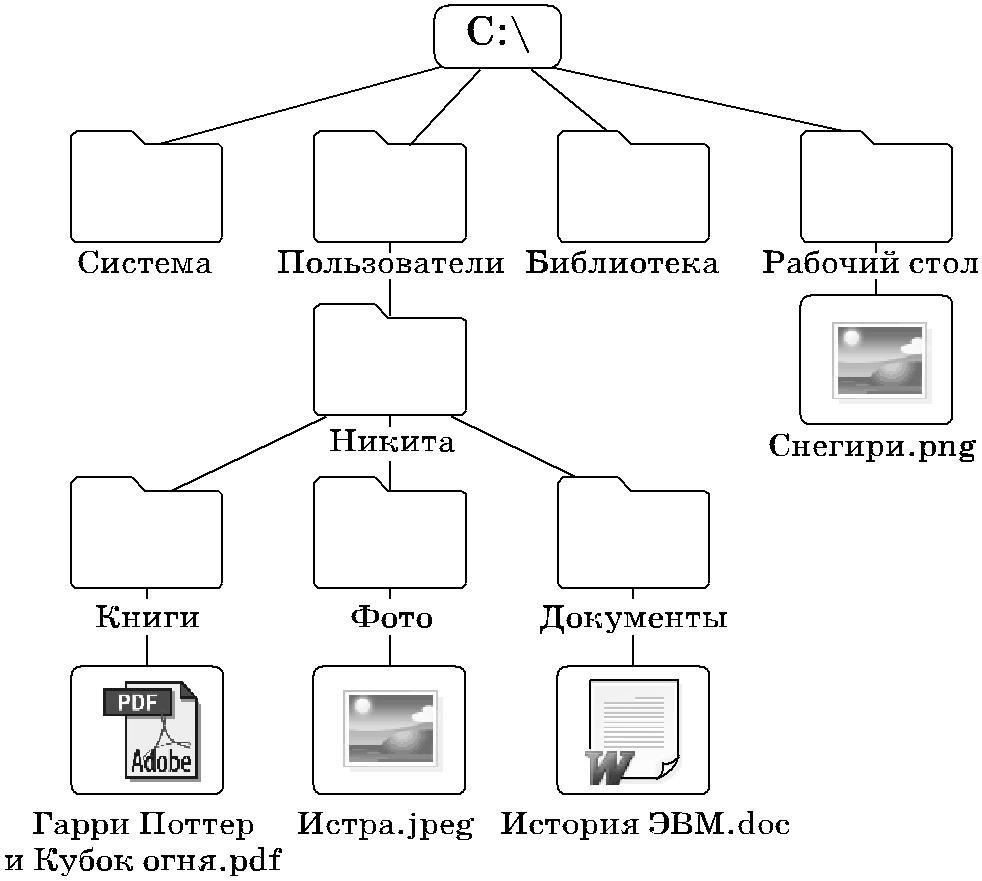 C:\
Система
Пользователи
Библиотека
Рабочий стол
Никита
Снегири.png
Книги
Фото
Документы
PDF
Adobe
W
Гарри Поттер
и Кубок огня.pdf
Истра.jpeg
История ЭВМ.doc